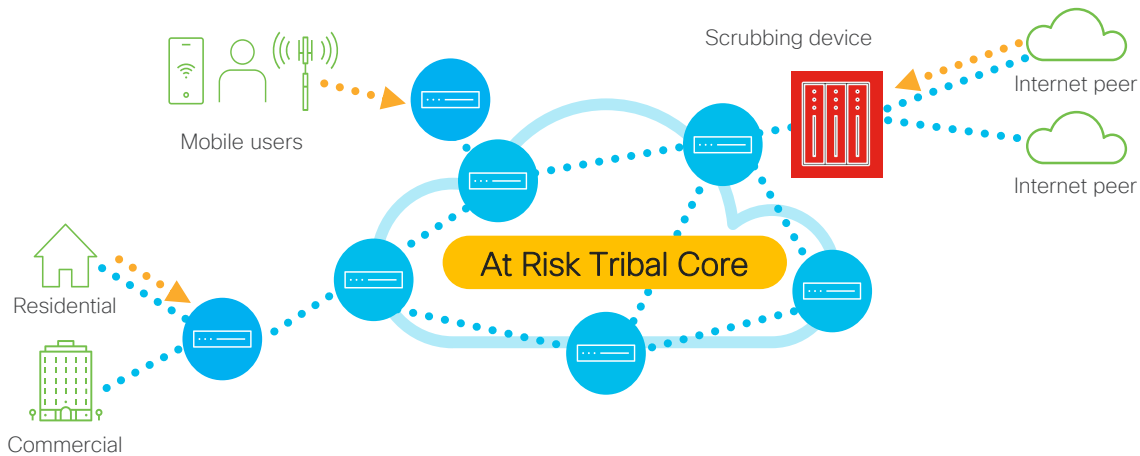 Scrubbing device
Internet peer
Mobile users
Internet peer
At Risk Tribal Core
Residential
Commercial